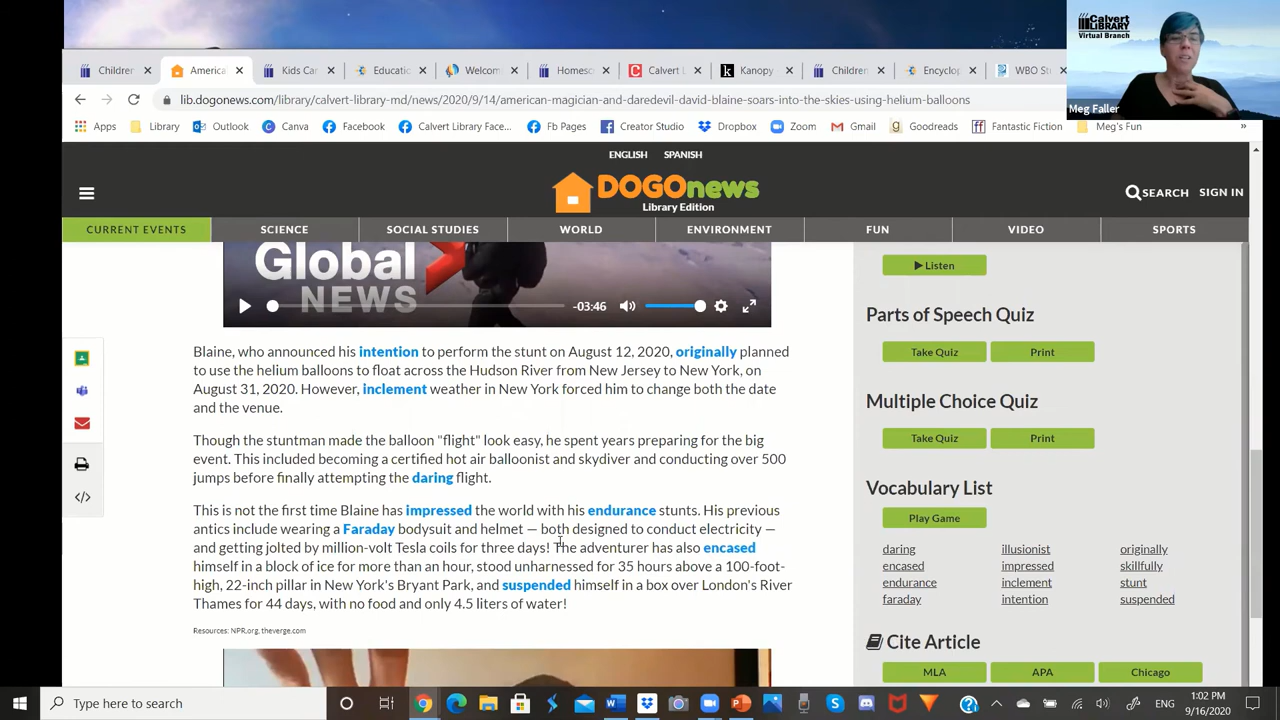 Calvert
LIBRARY
Virtual Branch
Meg Faller
Children
America
Kids Car
Educatio
Welcom
Homesc
Calvert L
Kanopy
Children
Encyclop
WBO Stu
lib.dogonews.com/library/calvert-library-md/news/2020/9/14/american-magician-and-daredevil-david-blaine-soars-into-the-skies-using-helium-balloons
Apps Library Outlook Canva Facebook Calvert Library Face... Fb Pages Creator Studio Dropbox Zoom Gmail Goodreads Fantastic Fiction Meg's Fun »
ENGLISH SPANISH
DOGOnews
Library Edition
SEARCH SIGN IN
CURRENT EVENTS SCIENCE SOCIAL STUDIES WORLD ENVIRONMENT FUN VIDEO SPORTS
Global
NEWS
-03:46
Blaine, who announced his intention to perform the stunt on August 12, 2020, originally planned
to use the helium balloons to float across the Hudson River from New Jersey to New York, on
August 31, 2020. However, inclement weather in New York forced him to change both the date
and the venue.
Though the stuntman made the balloon "flight" look easy, he spent years preparing for the big
event. This included becoming a certified hot air balloonist and skydiver and conducting over 500
jumps before finally attempting the daring flight.
This is not the first time Blaine has impressed the world with his endurance stunts. His previous
antics include wearing a Faraday bodysuit and helmet — both designed to conduct electricity —
and getting jolted by million-volt Tesla coils for three days! The adventurer has also encased
himself in a block of ice for more than an hour, stood unharnessed for 35 hours above a 100-foot-
high, 22-inch pillar in New York's Bryant Park, and suspended himself in a box over London's River
Thames for 44 days, with no food and only 4.5 liters of water!
Resources: NPR.org, theverge.com
Listen
Parts of Speech Quiz
Take Quiz Print
Multiple Choice Quiz
Take Quiz Print
Vocabulary List
Play Game
daring illusionist originally
encased impressed skillfully
endurance inclement stunt
faraday intention suspended
Cite Article
MLA APA Chicago
Type here to search
ENG
1:02 PM
9/16/2020